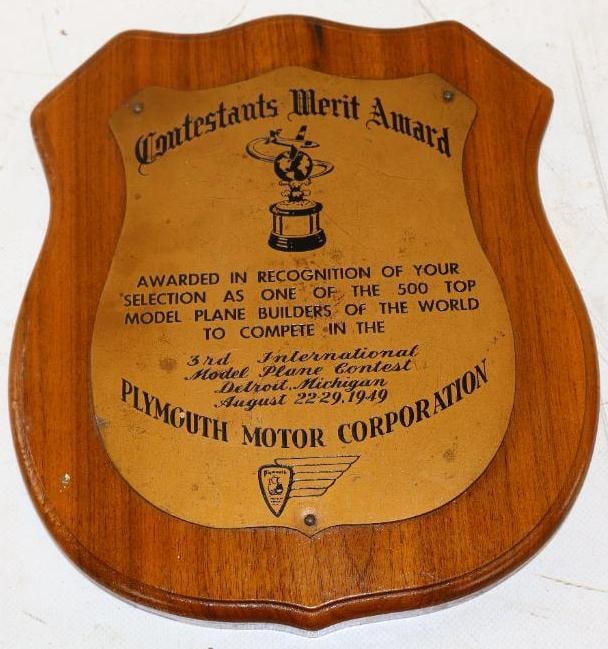 Contestants Merit Award
AWARDED IN RECOGNITION OF YOUR
SELECTION AS ONE OF THE 500 TOP
MODEL PLANE BUILDERS OF THE WORLD
TO COMPETE IN THE
3rd International
Model Plane Contest
Detroit, Michigan
August 22-29, 1949
PLYMOUTH MOTOR CORPORATION
Plymouth